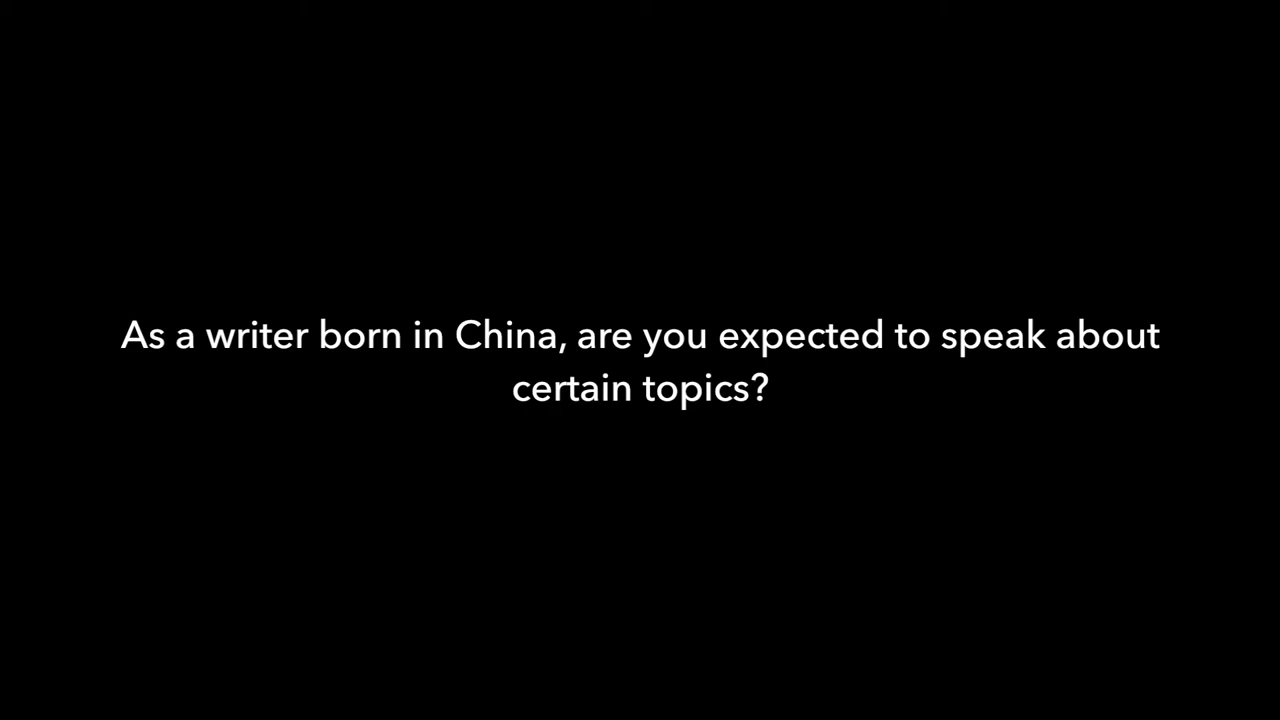 As a writer born in China, are you expected to speak about
certain topics?